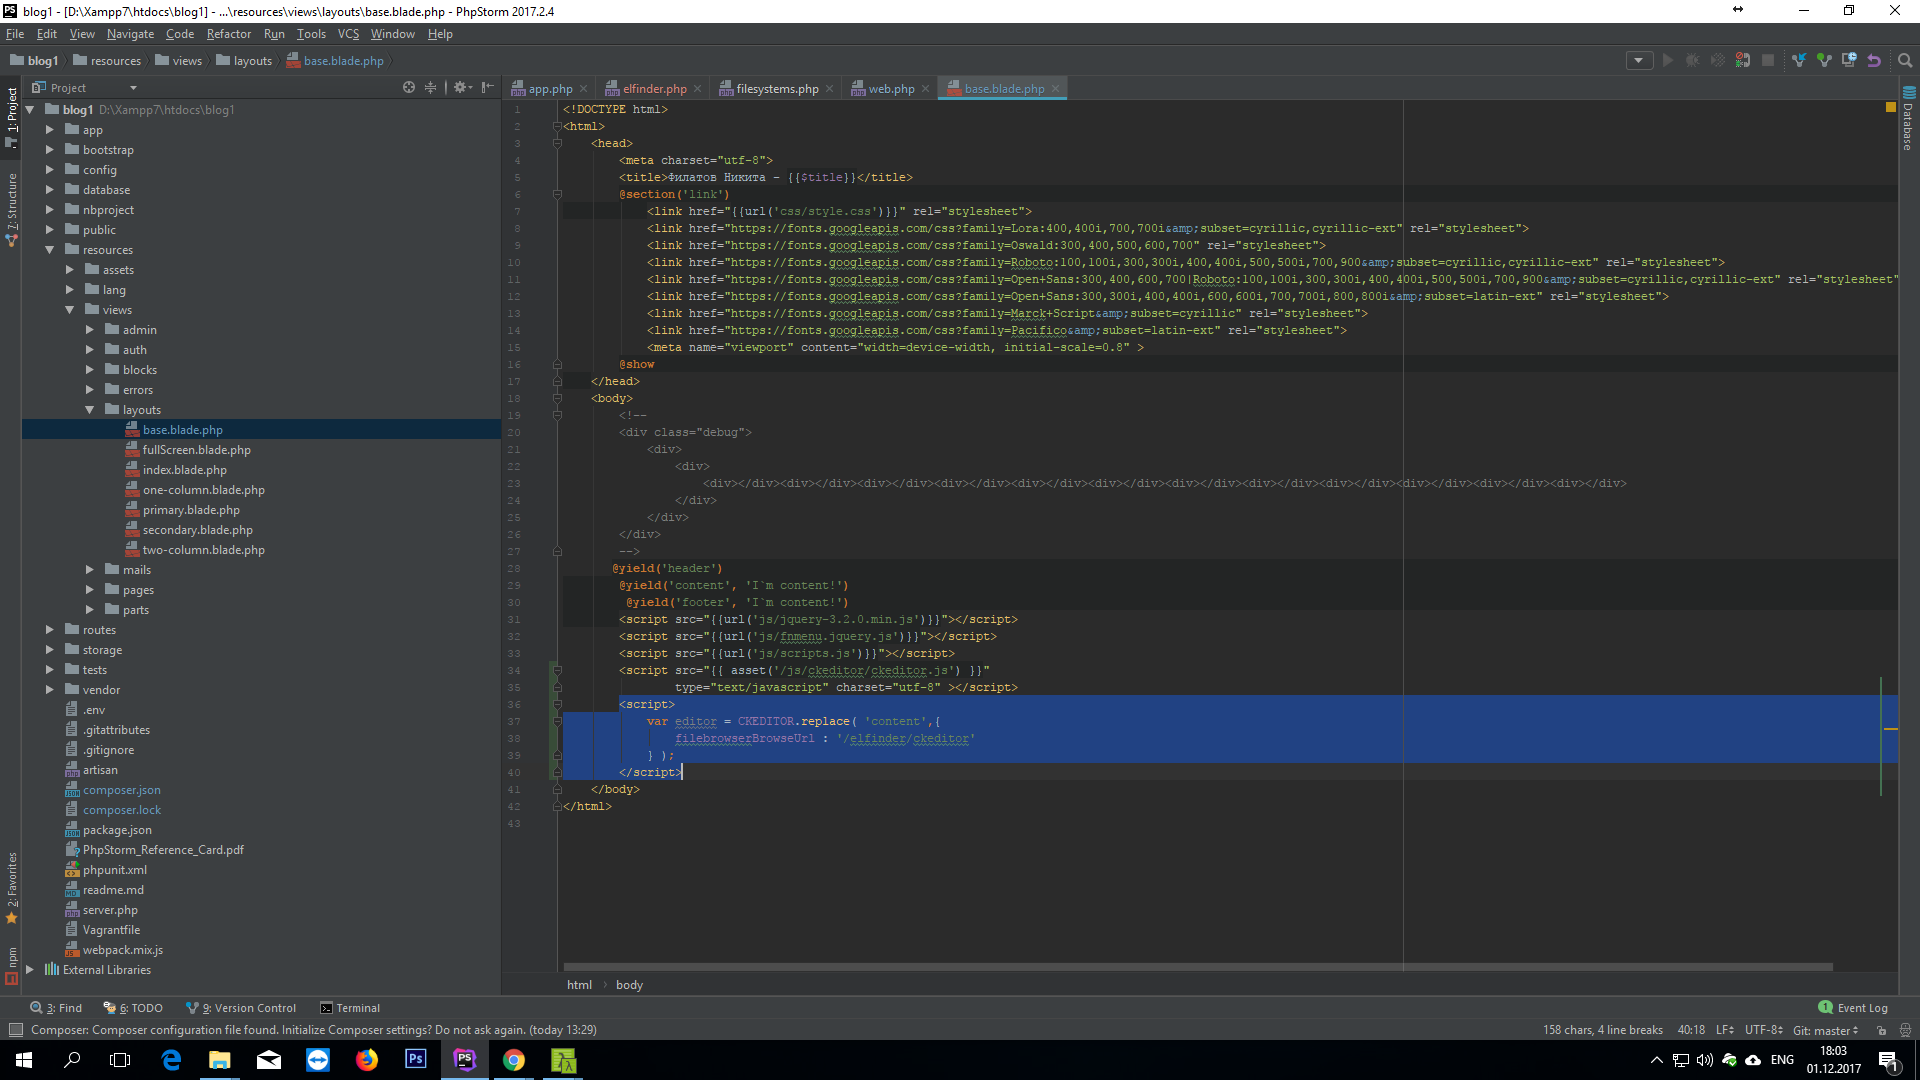 blog1 - [D:\Xampp7\htdocs\blog1] - ...\resources\views\layouts\base.blade.php - PhpStorm 2017.2.4
File Edit View Navigate Code Refactor Run Tools VCS Window Help
blog1 resources views layouts base.blade.php
Project
app.php elfinder.php filesystems.php web.php base.blade.php
1: Project
7: Structure
2: Favorites
npm
Database
blog1 D:\Xampp7\htdocs\blog1
app
bootstrap
config
database
nbproject
public
resources
assets
lang
views
admin
auth
blocks
errors
layouts
base.blade.php
fullScreen.blade.php
index.blade.php
one-column.blade.php
primary.blade.php
secondary.blade.php
two-column.blade.php
mails
pages
parts
routes
storage
tests
vendor
.env
.gitattributes
.gitignore
artisan
composer.json
composer.lock
package.json
PhpStorm_Reference_Card.pdf
phpunit.xml
readme.md
server.php
Vagrantfile
webpack.mix.js
External Libraries
1 <!DOCTYPE html>
2 <html>
3 <head>
4 <meta charset="utf-8">
5 <title>Филатов Никита - {{$title}}</title>
6 @section('link')
7 <link href="{{url('css/style.css')}}" rel="stylesheet">
8 <link href="https://fonts.googleapis.com/css?family=Lora:400,400i,700,700i&amp;subset=cyrillic,cyrillic-ext" rel="stylesheet">
9 <link href="https://fonts.googleapis.com/css?family=Oswald:300,400,500,600,700" rel="stylesheet">
10 <link href="https://fonts.googleapis.com/css?family=Roboto:100,100i,300,300i,400,400i,500,500i,700,900&amp;subset=cyrillic,cyrillic-ext" rel="stylesheet">
11 <link href="https://fonts.googleapis.com/css?family=Open+Sans:300,400,600,700|Roboto:100,100i,300,300i,400,400i,500,500i,700,900&amp;subset=cyrillic,cyrillic-ext" rel="stylesheet"
12 <link href="https://fonts.googleapis.com/css?family=Open+Sans:300,300i,400,400i,600,600i,700,700i,800,800i&amp;subset=latin-ext" rel="stylesheet">
13 <link href="https://fonts.googleapis.com/css?family=Marck+Script&amp;subset=cyrillic" rel="stylesheet">
14 <link href="https://fonts.googleapis.com/css?family=Pacifico&amp;subset=latin-ext" rel="stylesheet">
15 <meta name="viewport" content="width=device-width, initial-scale=0.8" >
16 @show
17 </head>
18 <body>
19 <!--
20 <div class="debug">
21 <div>
22 <div>
23 <div></div><div></div><div></div><div></div><div></div><div></div><div></div><div></div><div></div><div></div><div></div><div></div>
24 </div>
25 </div>
26 </div>
27 -->
28 @yield('header')
29 @yield('content', 'I`m content!')
30 @yield('footer', 'I`m content!')
31 <script src="{{url('js/jquery-3.2.0.min.js')}}"></script>
32 <script src="{{url('js/fnmenu.jquery.js')}}"></script>
33 <script src="{{url('js/scripts.js')}}"></script>
34 <script src="{{ asset('/js/ckeditor/ckeditor.js') }}"
35 type="text/javascript" charset="utf-8" ></script>
36 <script>
37 var editor = CKEDITOR.replace( 'content',{
38 filebrowserBrowseUrl : '/elfinder/ckeditor'
39 } );
40 </script>
41 </body>
42 </html>
43
html body
3: Find 6: TODO 9: Version Control Terminal 1 Event Log
Composer: Composer configuration file found. Initialize Composer settings? Do not ask again. (today 13:29) 158 chars, 4 line breaks 40:18 LF UTF-8 Git: master
ENG 18:03
01.12.2017
1